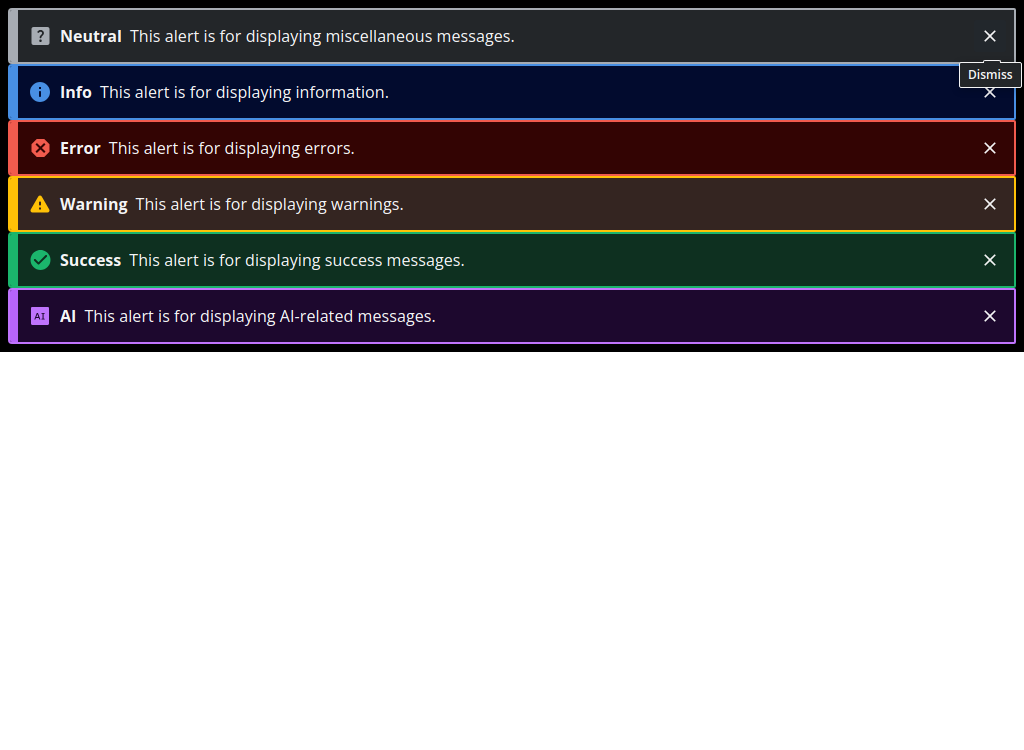 ? Neutral This alert is for displaying miscellaneous messages.
Dismiss
Info This alert is for displaying information.
Error This alert is for displaying errors.
Warning This alert is for displaying warnings.
Success This alert is for displaying success messages.
AI AI This alert is for displaying AI-related messages.